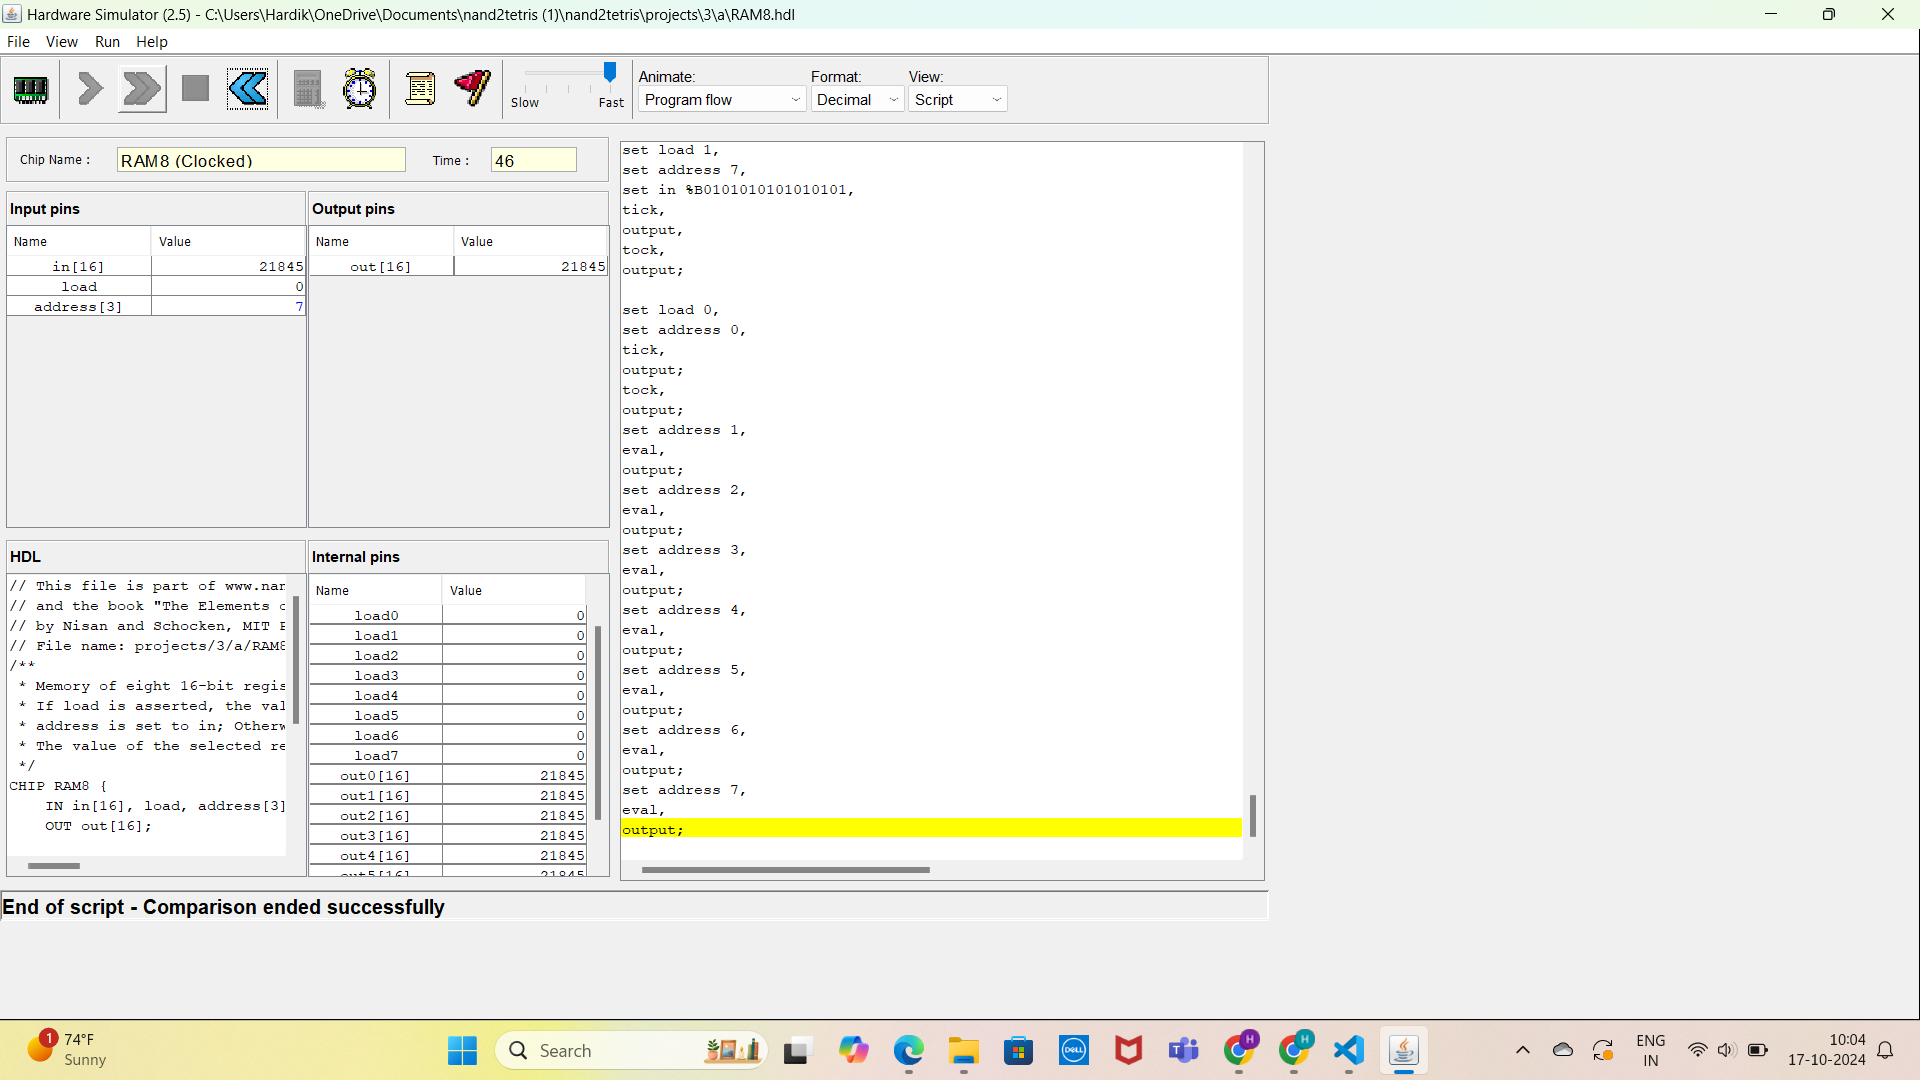 Hardware Simulator (2.5) - C:\Users\Hardik\OneDrive\Documents\nand2tetris (1)\nand2tetris\projects\3\a\RAM8.hdl
File View Run Help
Slow Fast
Animate: Format: View:
Program flow Decimal Script
Chip Name : RAM8 (Clocked) Time : 46
Input pins
Name Value
in[16] 21845
load 0
address[3] 7
Output pins
Name Value
out[16] 21845
HDL
// This file is part of www.nan
// and the book "The Elements o
// by Nisan and Schocken, MIT P
// File name: projects/3/a/RAM8
/**
* Memory of eight 16-bit regis
* If load is asserted, the val
* address is set to in; Otherw
* The value of the selected re
*/
CHIP RAM8 {
IN in[16], load, address[3]
OUT out[16];
Internal pins
Name Value
load0 0
load1 0
load2 0
load3 0
load4 0
load5 0
load6 0
load7 0
out0[16] 21845
out1[16] 21845
out2[16] 21845
out3[16] 21845
out4[16] 21845
out5[16] 21845
set load 1,
set address 7,
set in %B0101010101010101,
tick,
output,
tock,
output;
set load 0,
set address 0,
tick,
output;
tock,
output;
set address 1,
eval,
output;
set address 2,
eval,
output;
set address 3,
eval,
output;
set address 4,
eval,
output;
set address 5,
eval,
output;
set address 6,
eval,
output;
set address 7,
eval,
output;
End of script - Comparison ended successfully
1
74°F
Sunny
Search
DELL
H
H
ENG
IN
10:04
17-10-2024